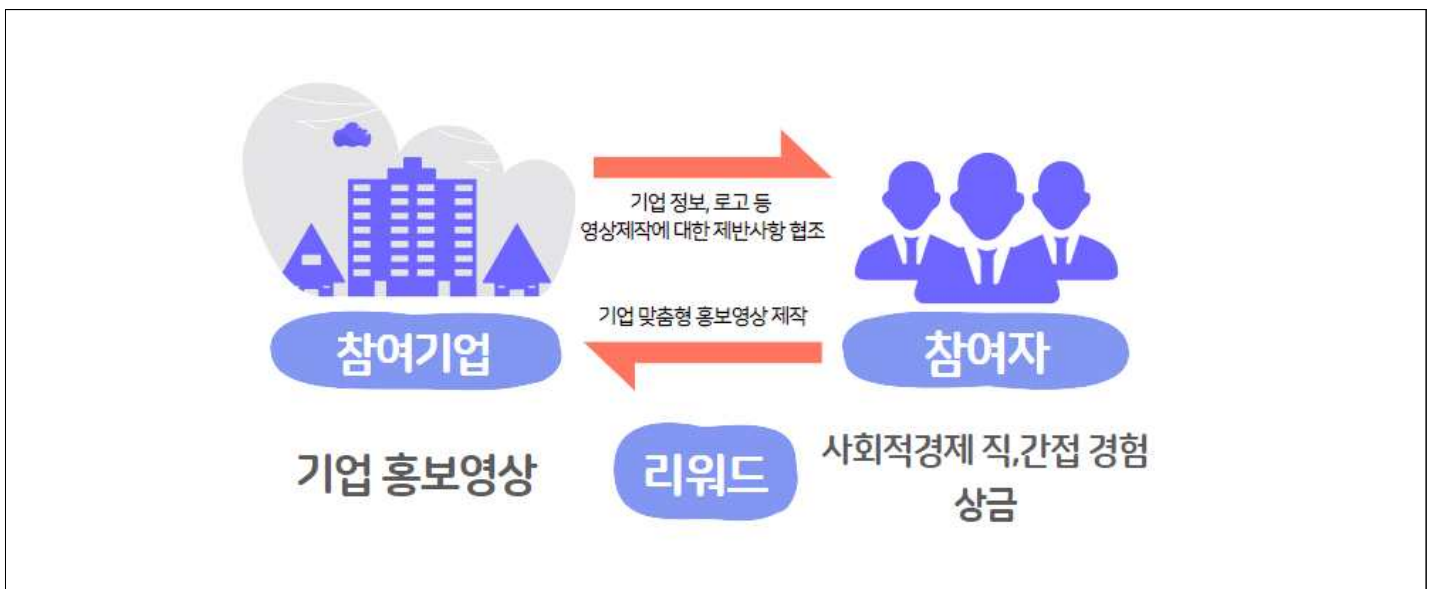 기업 정보, 로고 등
영상제작에 대한 제반사항 협조
기업 맞춤형 홍보영상 제작
참여기업
참여자
기업 홍보영상
리워드
사회적경제 직,간접 경험
상금